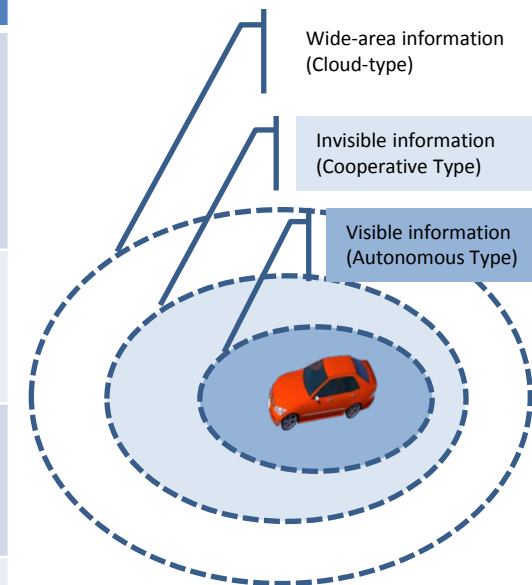 Wide-area information
(Cloud-type)
Invisible information
(Cooperative Type)
Visible information
(Autonomous Type)